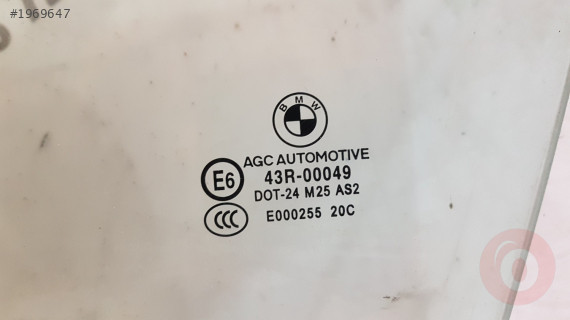 #1969647
BMW
AGC AUTOMOTIVE
E6 43R-00049
DOT-24 M25 AS2
CCC E000255 20C